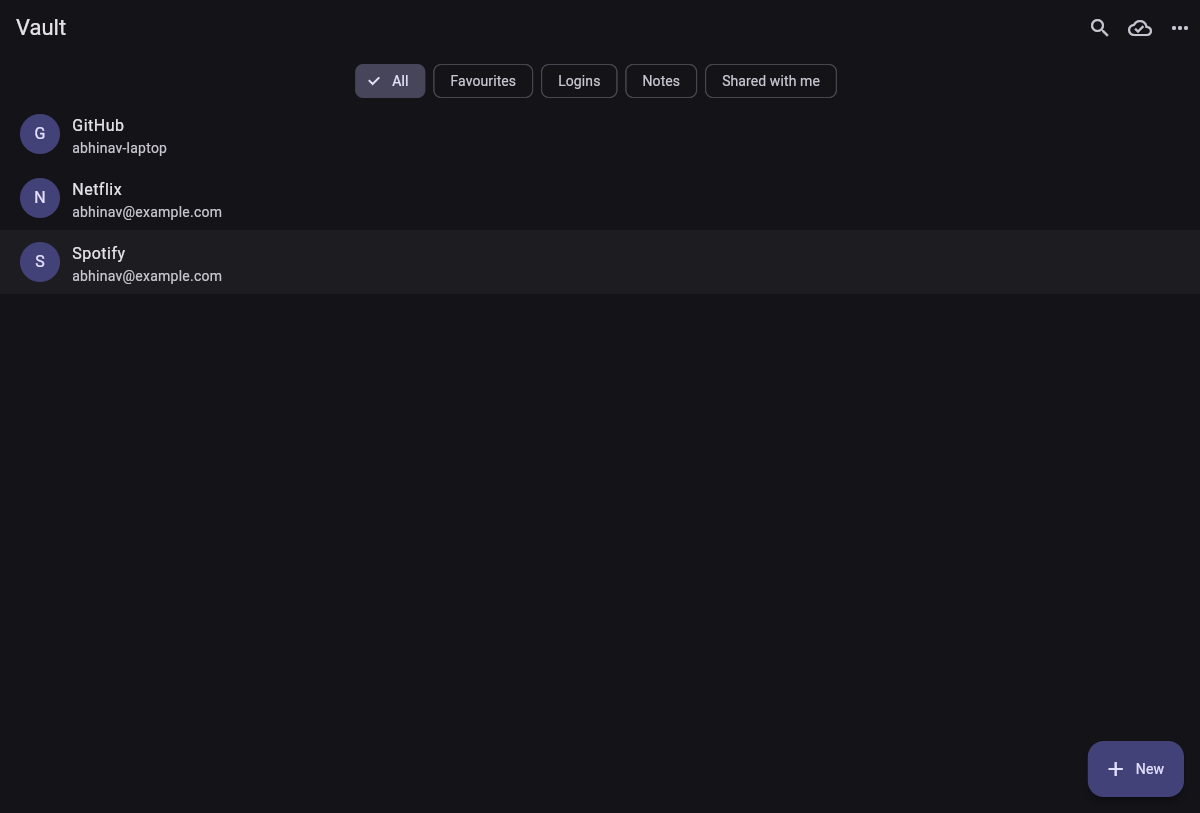 Vault
All
Favourites
Logins
Notes
Shared with me
G
GitHub
abhinav-laptop
N
Netflix
abhinav@example.com
S
Spotify
abhinav@example.com
New